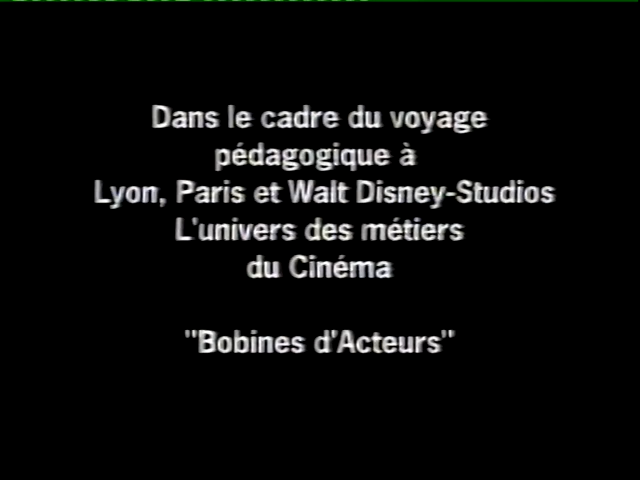 Dans le cadre du voyage
pédagogique à
Lyon, Paris et Walt Disney-Studios
L'univers des métiers
du Cinéma
"Bobines d'Acteurs"